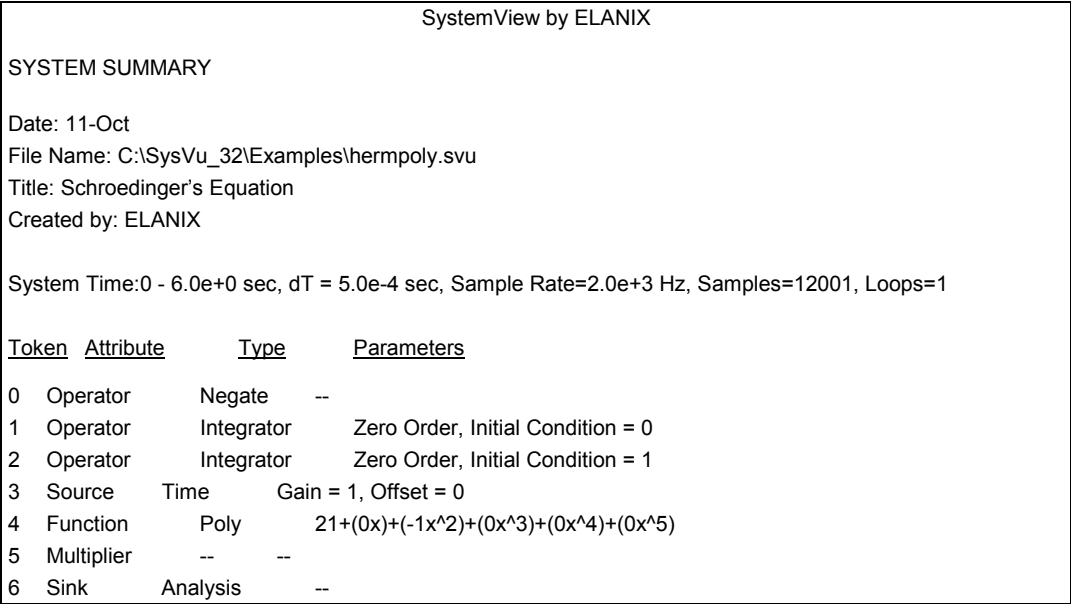 SystemView by ELANIX
SYSTEM SUMMARY
Date: 11-Oct
File Name: C:\SysVu_32\Examples\hermpoly.svu
Title: Schroedinger's Equation
Created by: ELANIX
System Time:0 - 6.0e+0 sec, dT = 5.0e-4 sec, Sample Rate=2.0e+3 Hz, Samples=12001, Loops=1
Token Attribute Type Parameters
0 Operator Negate --
1 Operator Integrator Zero Order, Initial Condition = 0
2 Operator Integrator Zero Order, Initial Condition = 1
3 Source Time Gain = 1, Offset = 0
4 Function Poly 21+(0x)+(-1x^2)+(0x^3)+(0x^4)+(0x^5)
5 Multiplier -- --
6 Sink Analysis --